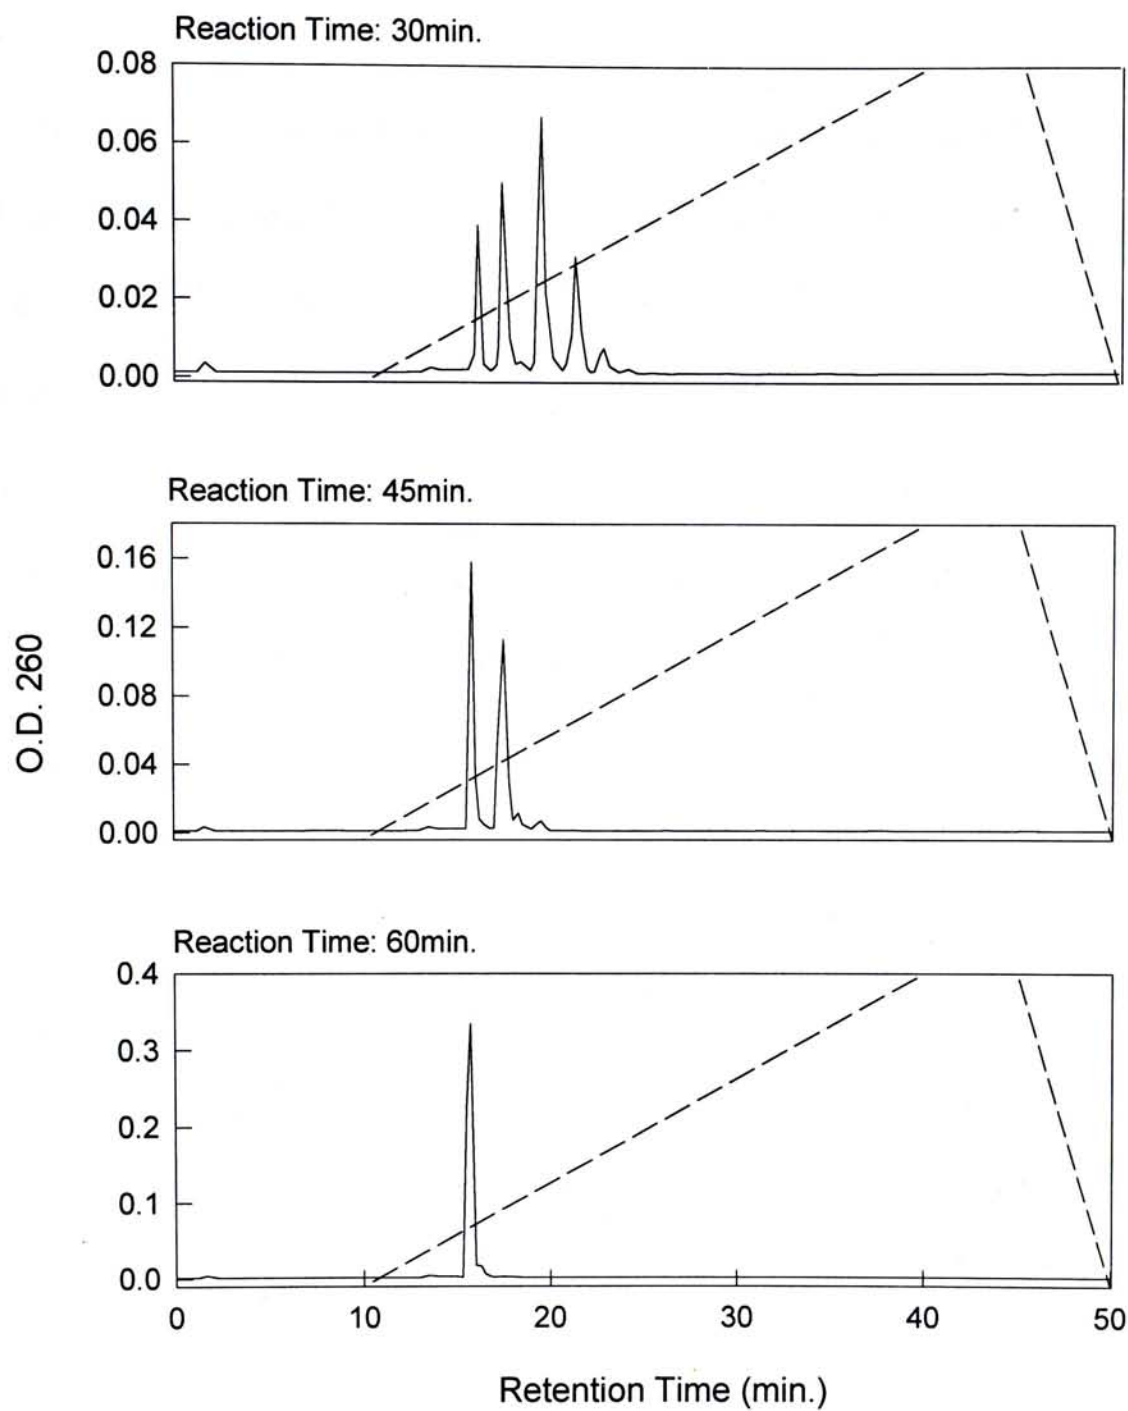 Reaction Time: 30min.
0.08
0.06
0.04
0.02
0.00
Reaction Time: 45min.
0.16
0.12
0.08
0.04
0.00
O.D. 260
Reaction Time: 60min.
0.4
0.3
0.2
0.1
0.0
0 10 20 30 40 50
Retention Time (min.)